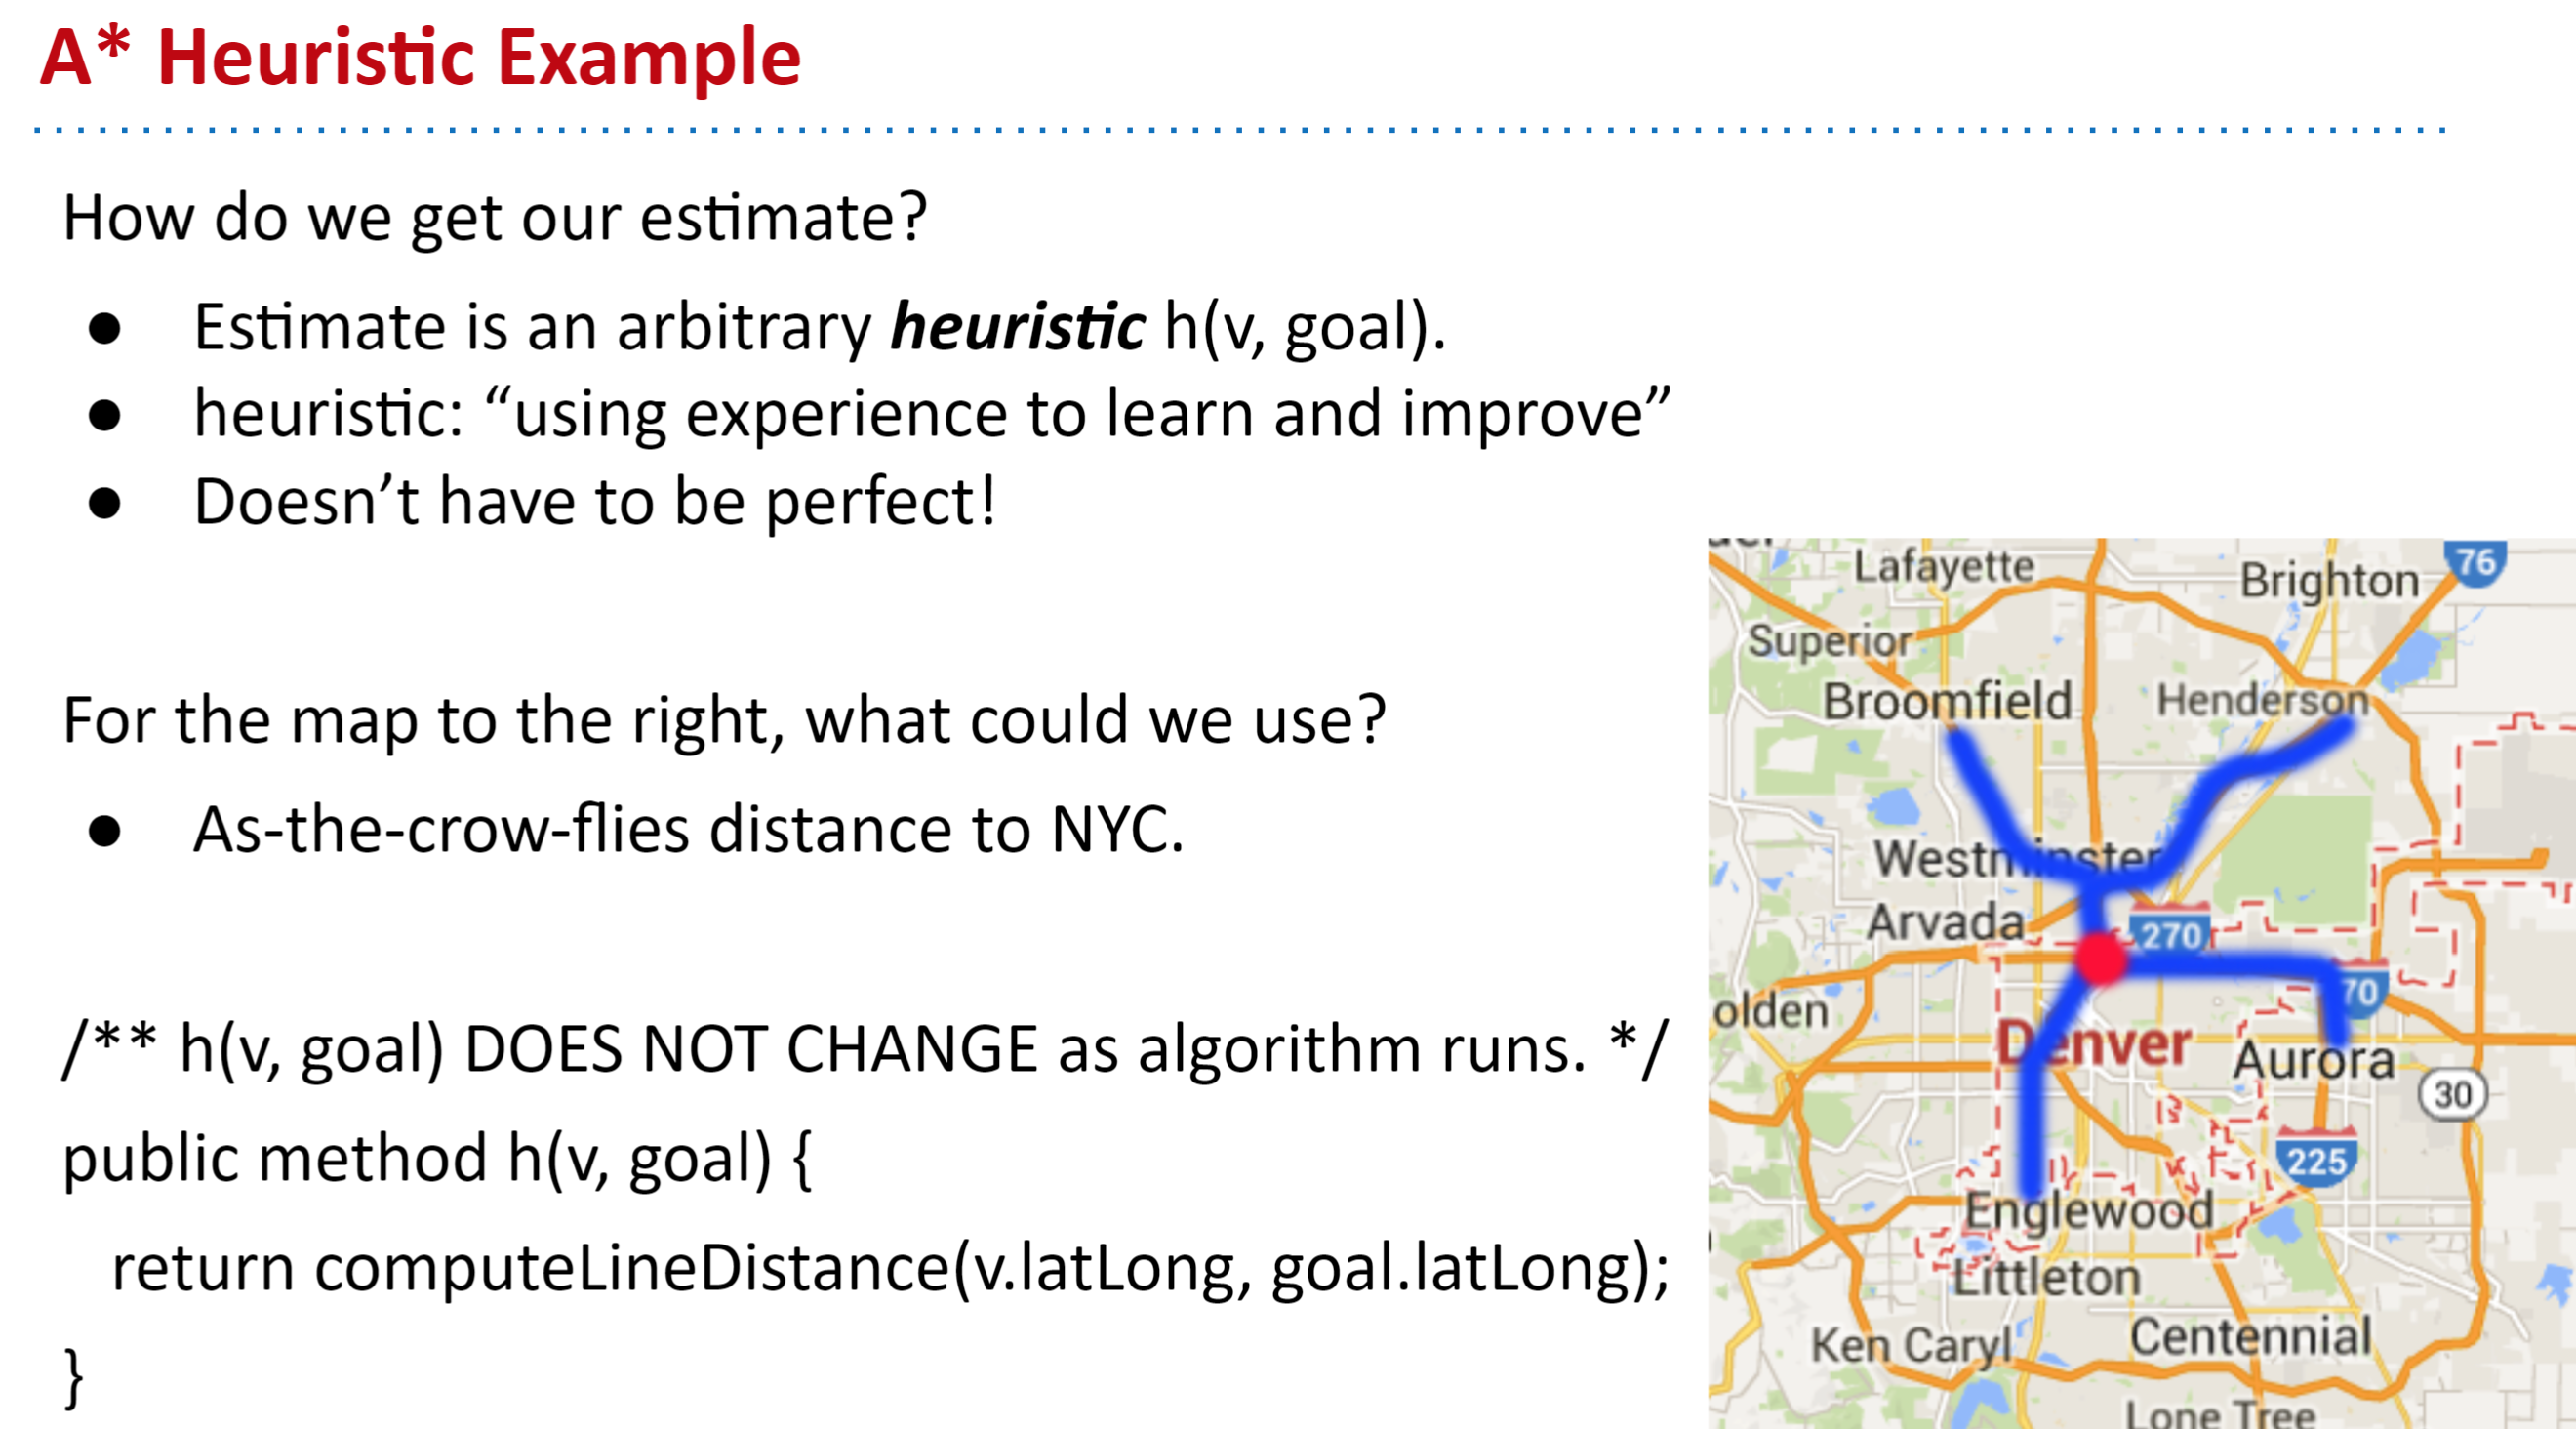 A* Heuristic Example
How do we get our estimate?
● Estimate is an arbitrary heuristic h(v, goal).
● heuristic: “using experience to learn and improve”
● Doesn’t have to be perfect!
For the map to the right, what could we use?
● As-the-crow-flies distance to NYC.
/** h(v, goal) DOES NOT CHANGE as algorithm runs. */
public method h(v, goal) {
return computeLineDistance(v.latLong, goal.latLong);
}
Lafayette
Brighton
76
Superior
Broomfield
Henderson
Westminster
Arvada
270
olden
70
Denver
Aurora
30
225
Englewood
Littleton
Ken Caryl
Centennial
Lone Tree